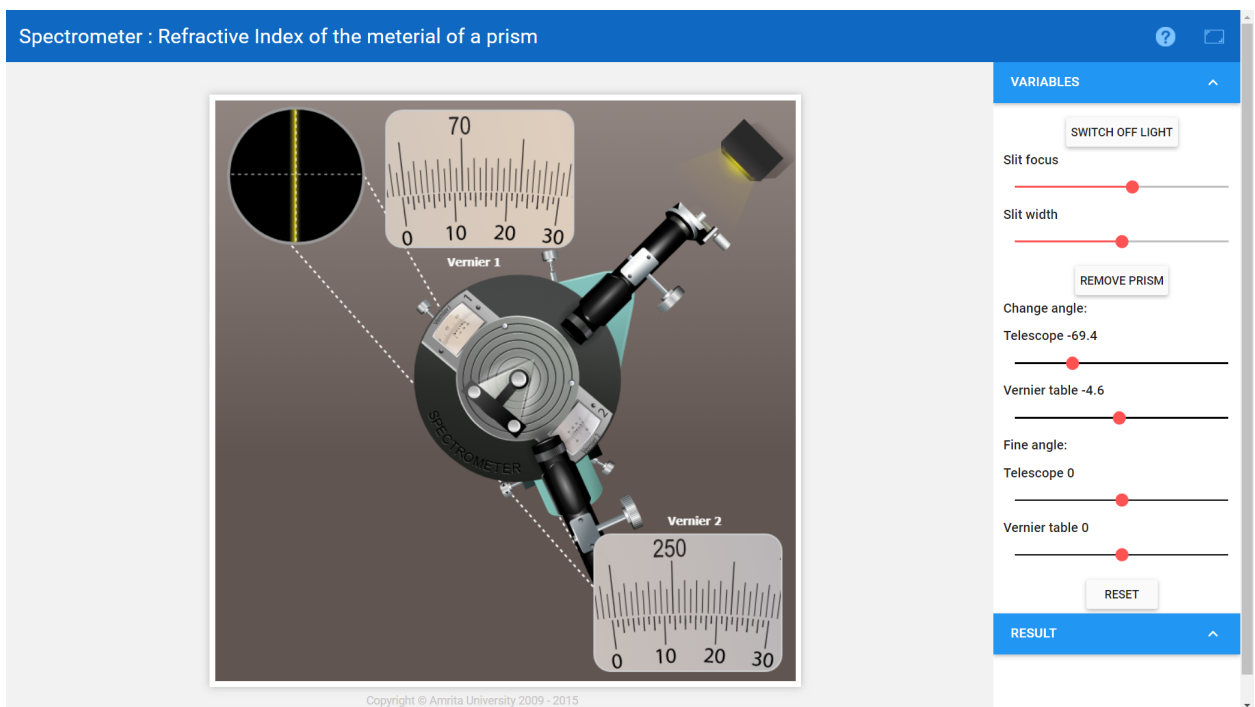 Spectrometer : Refractive Index of the meterial of a prism
?
VARIABLES
SWITCH OFF LIGHT
Slit focus
Slit width
REMOVE PRISM
Change angle:
Telescope -69.4
Vernier table -4.6
Fine angle:
Telescope 0
Vernier table 0
RESET
RESULT
70
0 10 20 30
Vernier 1
1
2
SPECTROMETER
Vernier 2
250
0 10 20 30
Copyright © Amrita University 2009 - 2015